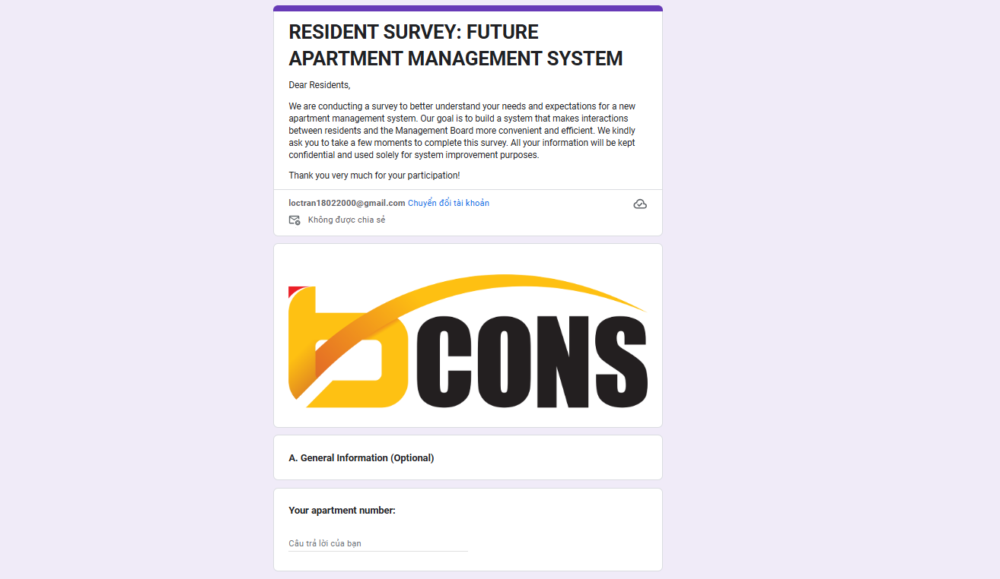 RESIDENT SURVEY: FUTURE
APARTMENT MANAGEMENT SYSTEM
Dear Residents,
We are conducting a survey to better understand your needs and expectations for a new
apartment management system. Our goal is to build a system that makes interactions
between residents and the Management Board more convenient and efficient. We kindly
ask you to take a few moments to complete this survey. All your information will be kept
confidential and used solely for system improvement purposes.
Thank you very much for your participation!
loctran18022000@gmail.com Chuyển đổi tài khoản
Không được chia sẻ
bCONS
A. General Information (Optional)
Your apartment number:
Câu trả lời của bạn